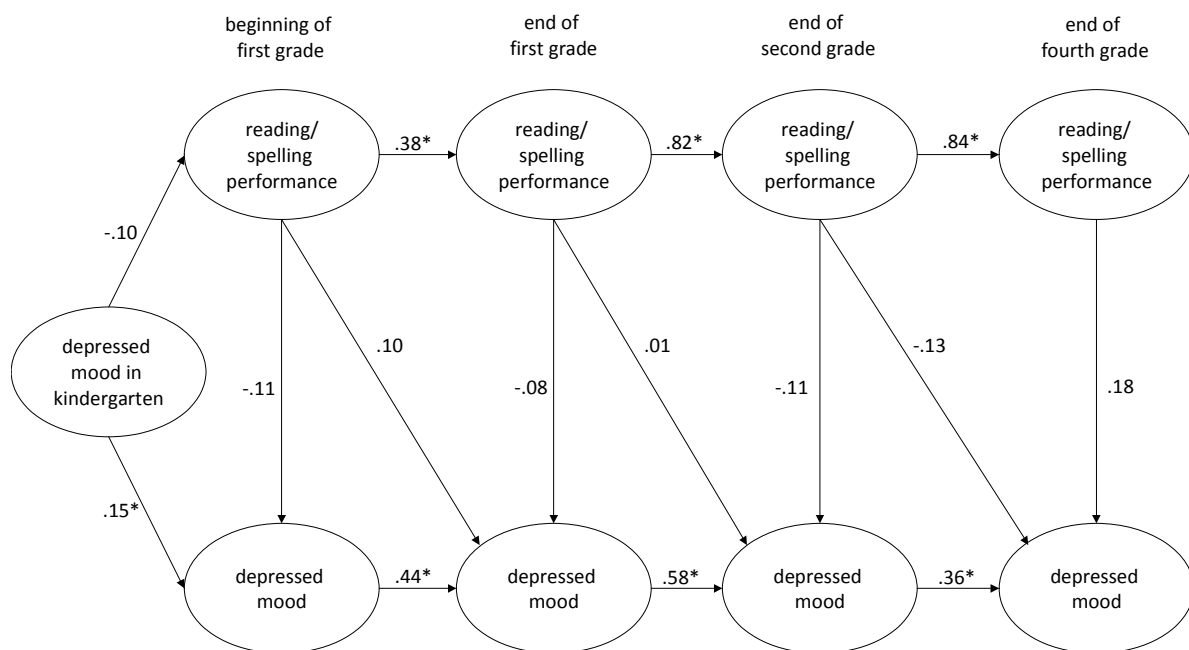 beginning of
first grade
end of
first grade
end of
second grade
end of
fourth grade
reading/
spelling
performance
.38*
reading/
spelling
performance
.82*
reading/
spelling
performance
.84*
reading/
spelling
performance
-.10
depressed
mood in
kindergarten
-.11
.10
-.08
.01
-.11
-.13
.18
.15*
depressed
mood
.44*
depressed
mood
.58*
depressed
mood
.36*
depressed
mood